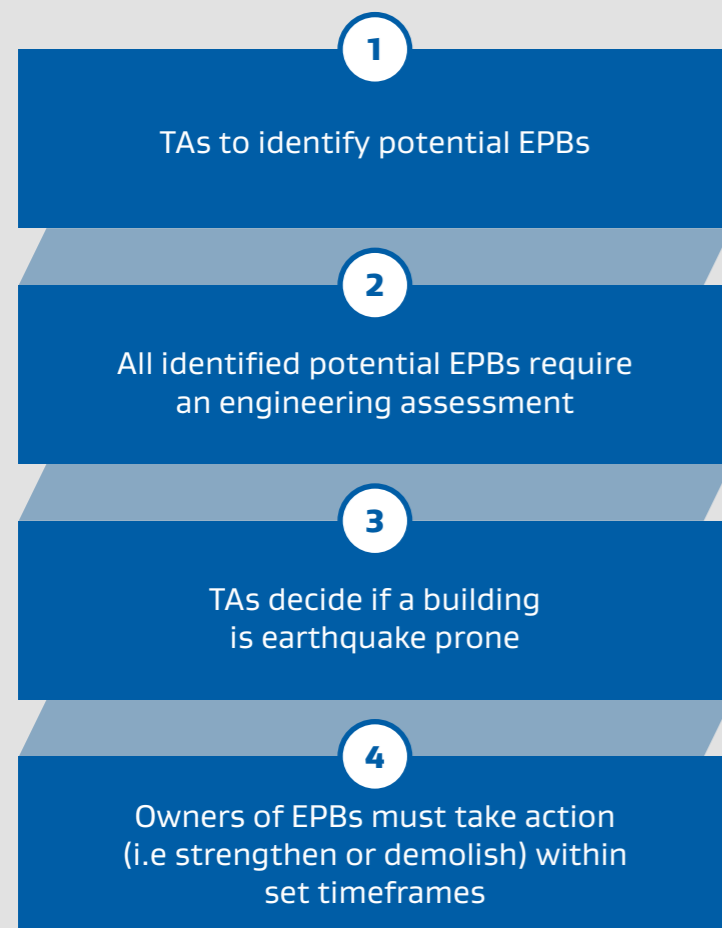 1
TAs to identify potential EPBs
2
All identified potential EPBs require
an engineering assessment
3
TAs decide if a building
is earthquake prone
4
Owners of EPBs must take action
(i.e strengthen or demolish) within
set timeframes